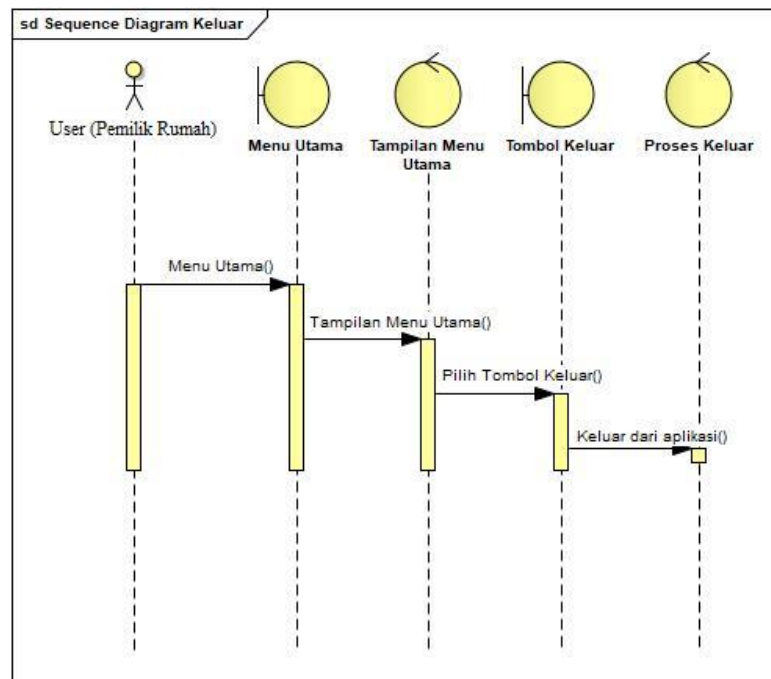 sd Sequence Diagram Keluar
User (Pemilik Rumah)
Menu Utama
Tampilan Menu
Utama
Tombol Keluar
Proses Keluar
Menu Utama()
Tampilan Menu Utama()
Pilih Tombol Keluar()
Keluar dari aplikasi()